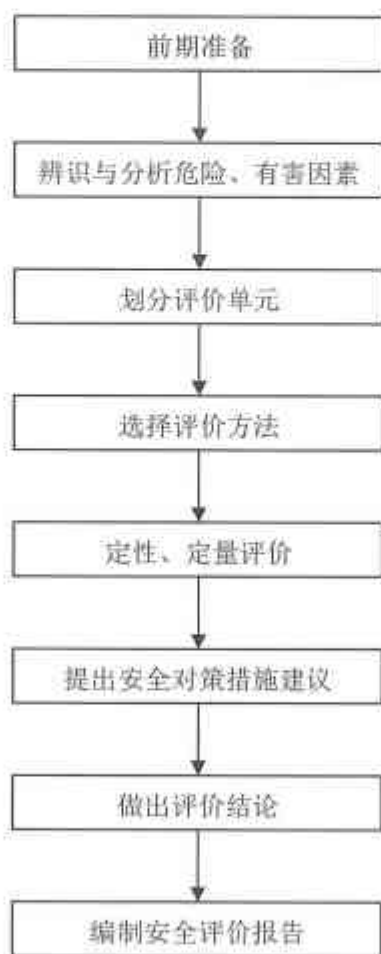 前期准备
辨识与分析危险、有害因素
划分评价单元
选择评价方法
定性、定量评价
提出安全对策措施建议
做出评价结论
编制安全评价报告